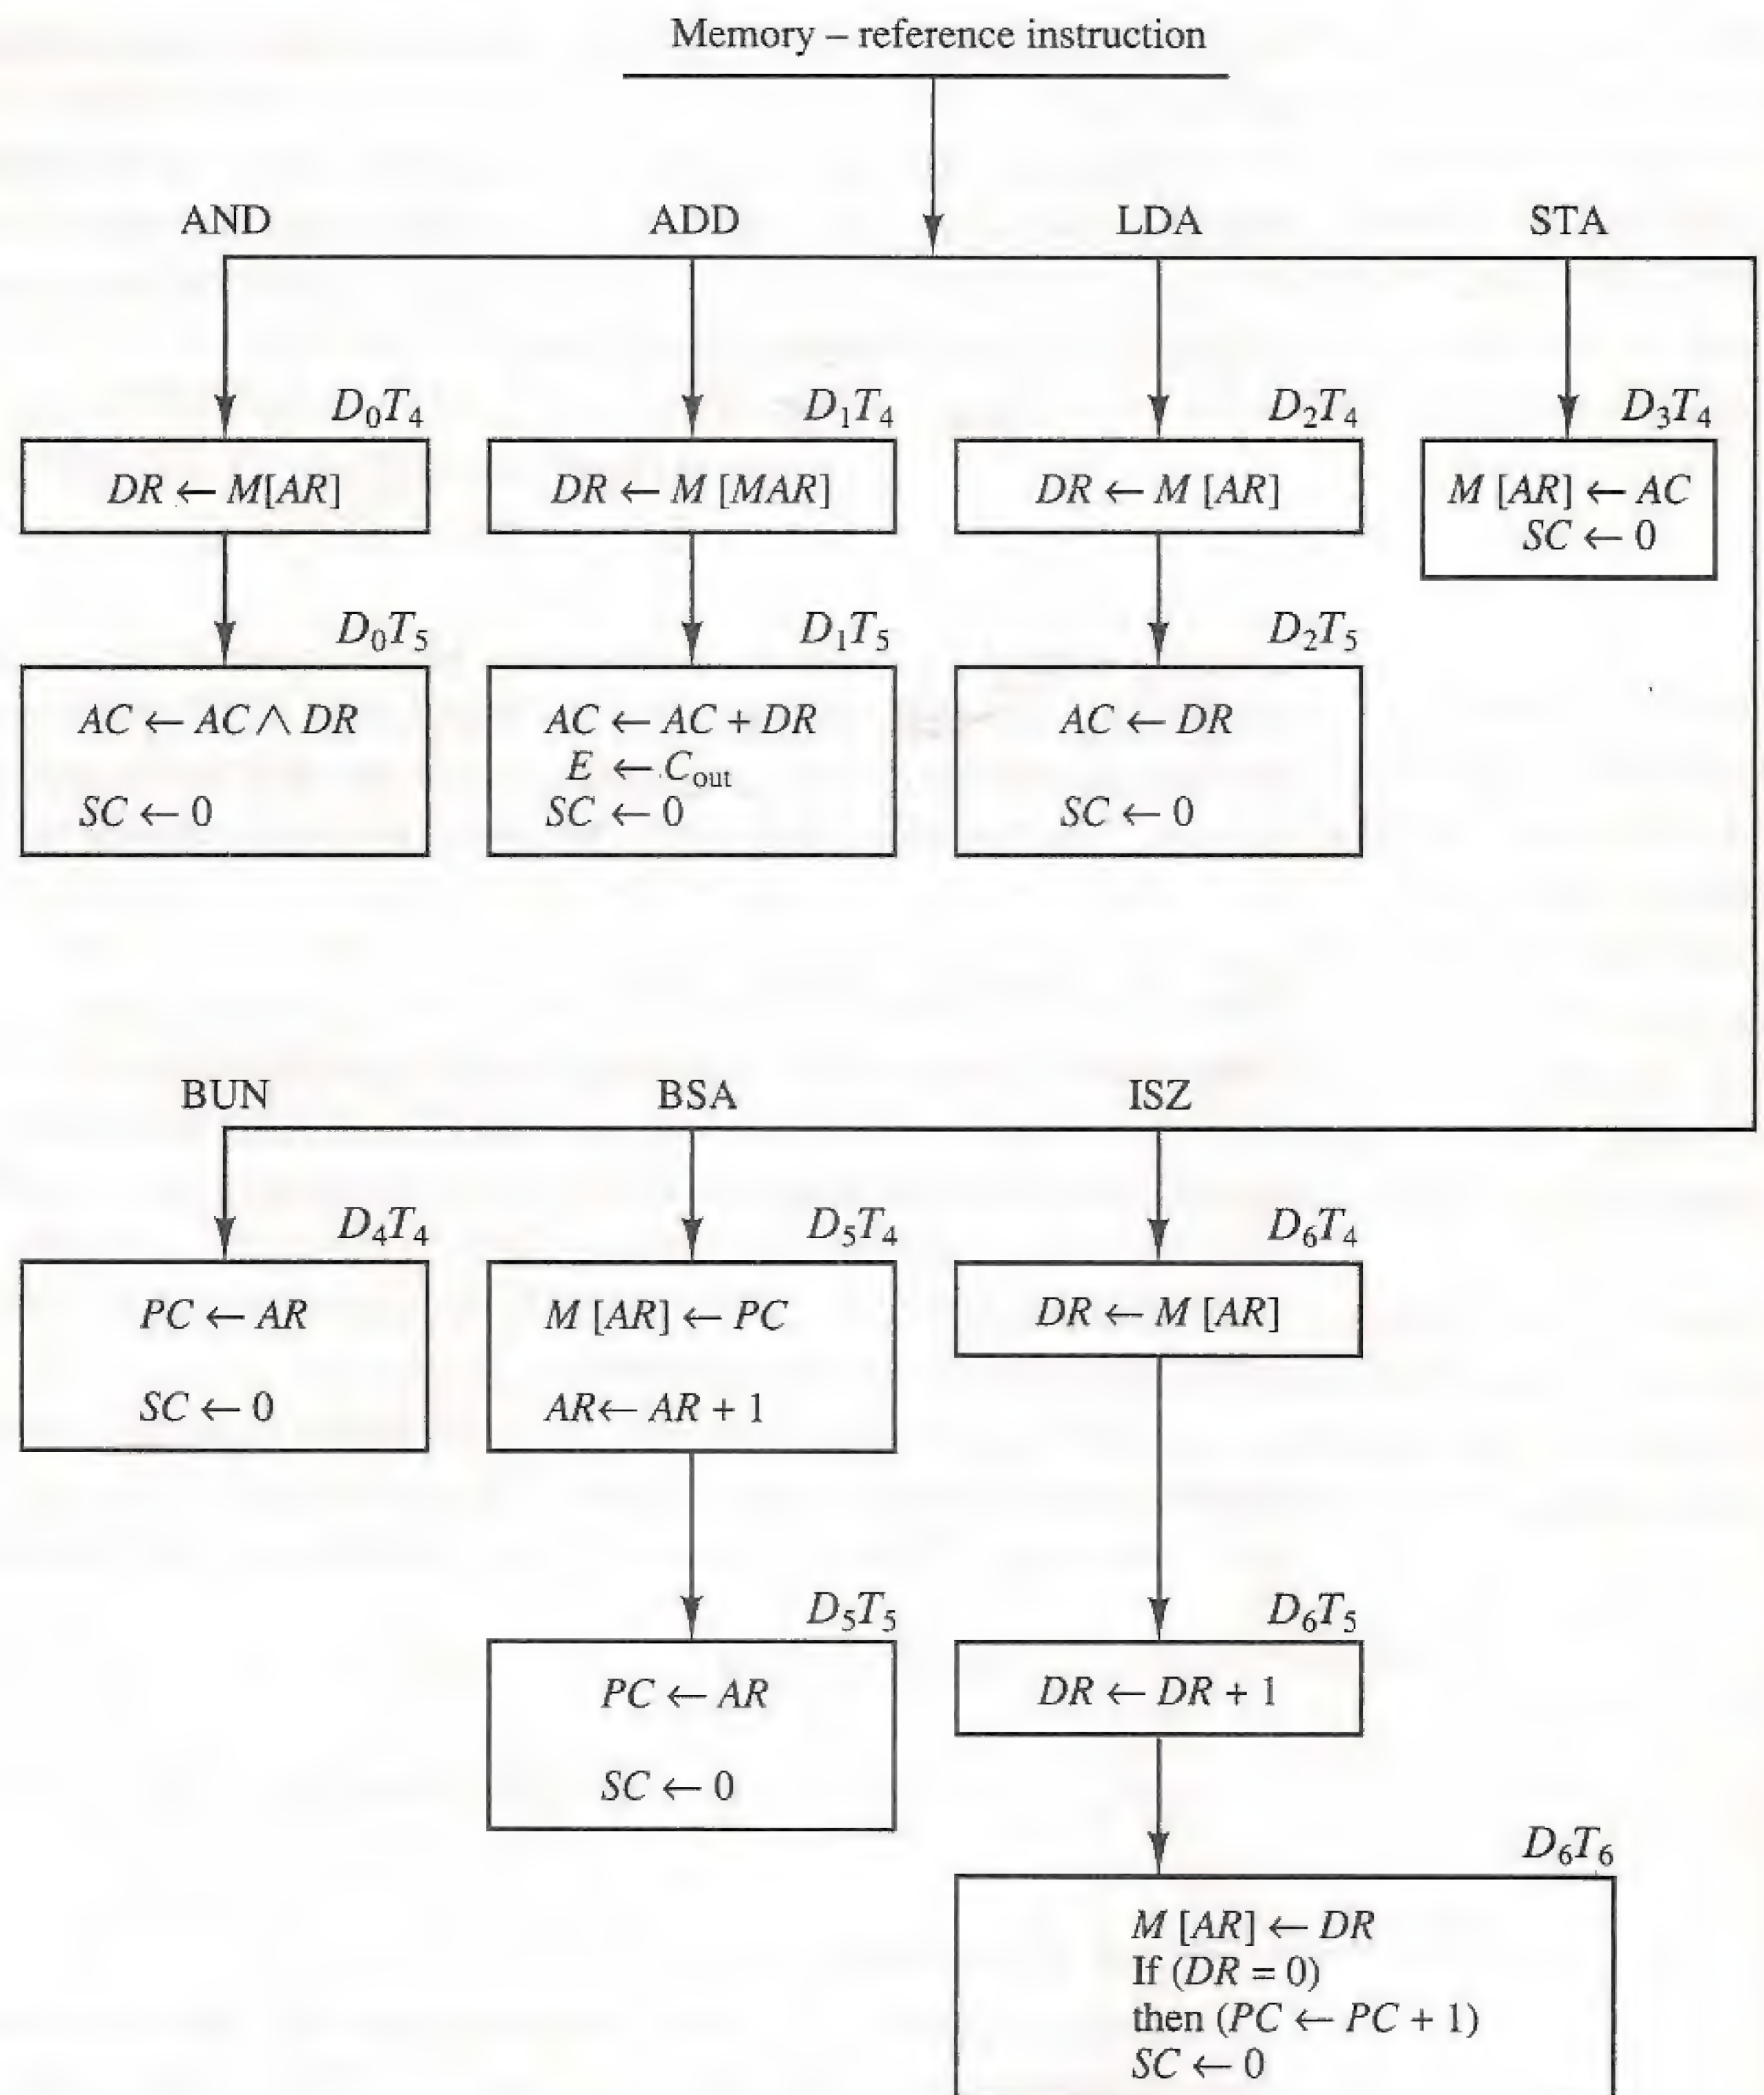 Memory – reference instruction
AND ADD LDA STA
D₀T₄ D₁T₄ D₂T₄ D₃T₄
DR ← M[AR] DR ← M [MAR] DR ← M [AR] M [AR] ← AC
SC ← 0
D₀T₅ D₁T₅ D₂T₅
AC ← AC ∧ DR AC ← AC + DR AC ← DR
E ← Cout
SC ← 0 SC ← 0 SC ← 0
BUN BSA ISZ
D₄T₄ D₅T₄ D₆T₄
PC ← AR M [AR] ← PC DR ← M [AR]
SC ← 0 AR← AR + 1
D₅T₅ D₆T₅
PC ← AR DR ← DR + 1
SC ← 0
D₆T₆
M [AR] ← DR
If (DR = 0)
then (PC ← PC + 1)
SC ← 0